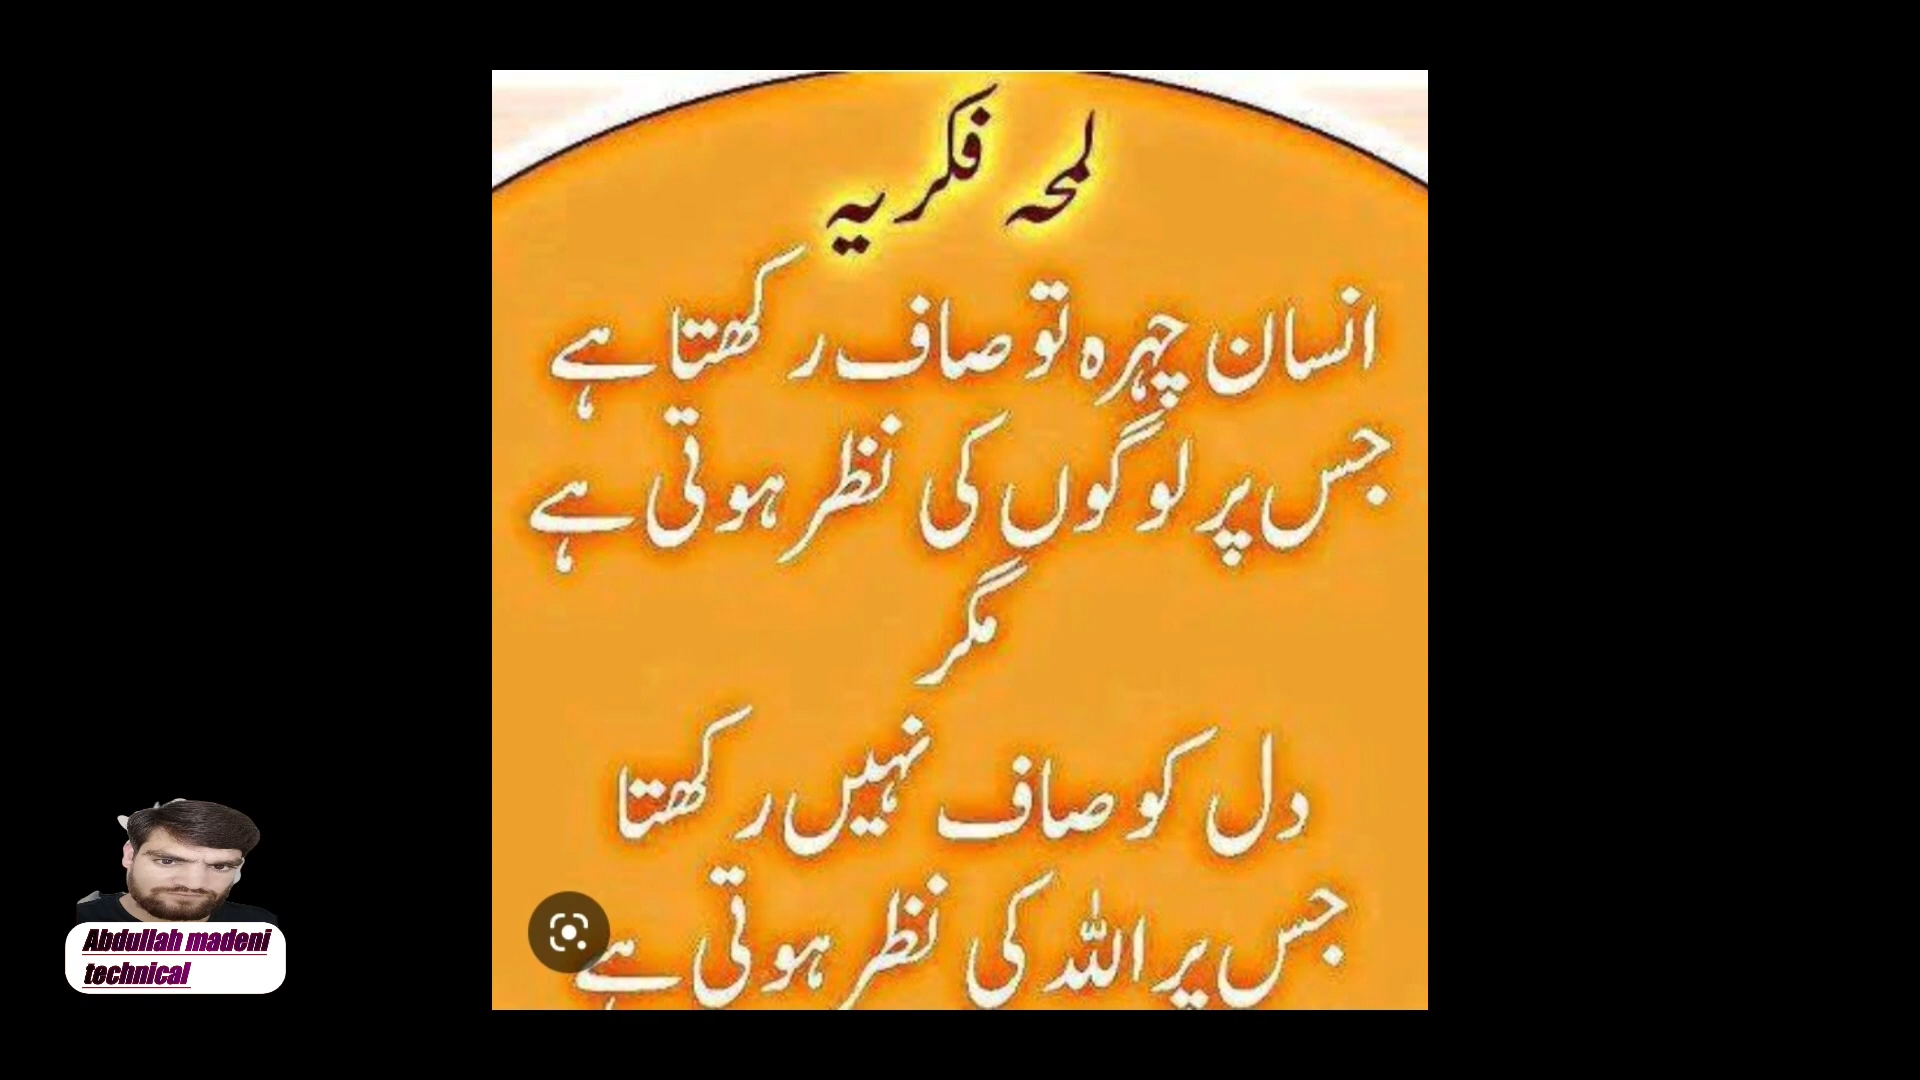 لمحہ فکریہ
انسان چہرہ تو صاف رکھتا ہے
جس پر لوگوں کی نظر ہوتی ہے
مگر
دل کو صاف نہیں رکھتا
جس پر اللہ کی نظر ہوتی ہے
Abdullah madeni
technical